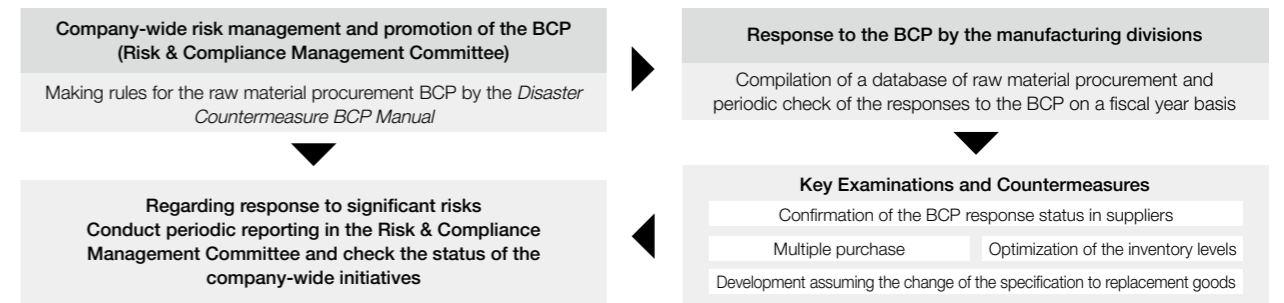 Company-wide risk management and promotion of the BCP
(Risk & Compliance Management Committee)
Making rules for the raw material procurement BCP by the Disaster
Countermeasure BCP Manual
Response to the BCP by the manufacturing divisions
Compilation of a database of raw material procurement and
periodic check of the responses to the BCP on a fiscal year basis
Key Examinations and Countermeasures
Confirmation of the BCP response status in suppliers
Multiple purchase
Optimization of the inventory levels
Development assuming the change of the specification to replacement goods
Regarding response to significant risks
Conduct periodic reporting in the Risk & Compliance
Management Committee and check the status of the
company-wide initiatives